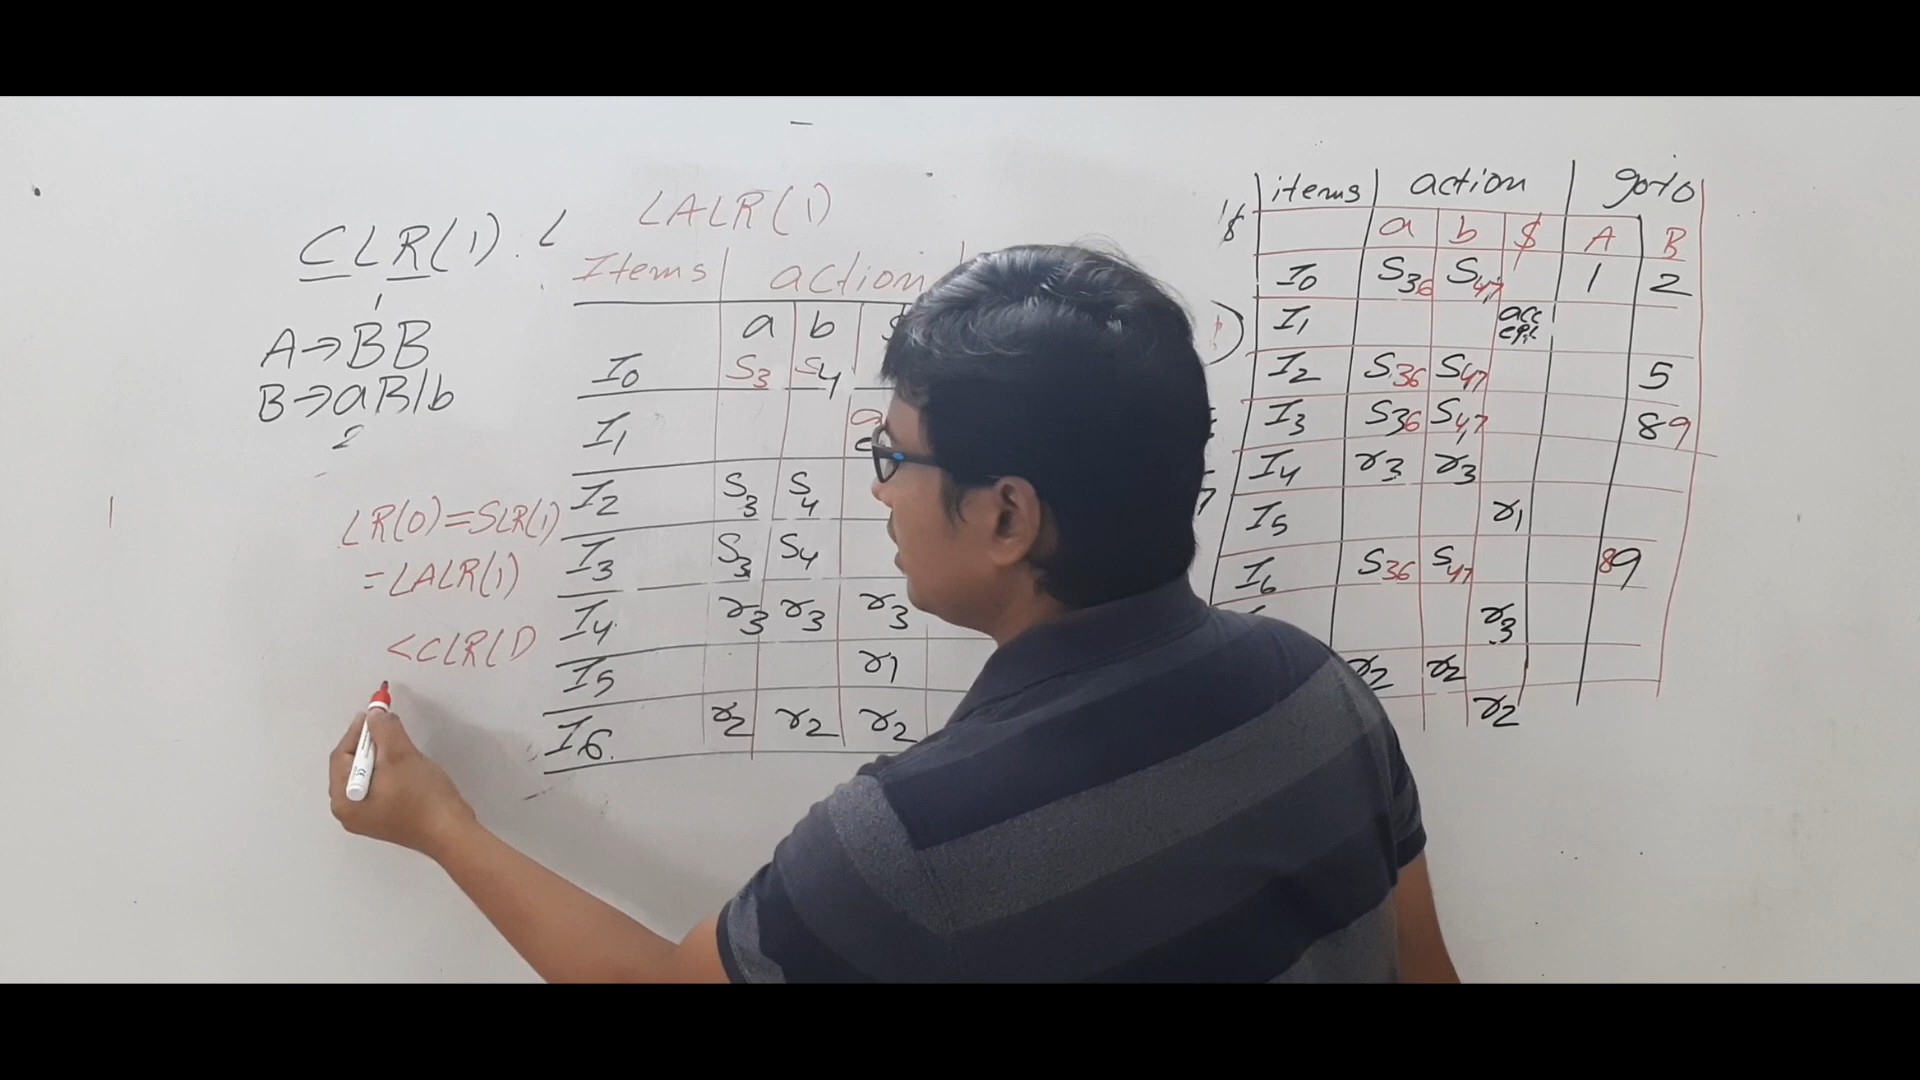 CLR(1).
LALR(1)
A→BB
B→aB/b
2
LR(0)=SLR(1)
=LALR(1)
<CLR(1)
Items action
a b
I0 S3 S4
I1
I2 S3 S4
I3 S3 S4
I4 r3 r3 r3
I5 r1
I6. r2 r2 r2
items action goto
a b $ A B
I0 S36 S47 1 2
I1 acc ept
I2 S36 S47 5
I3 S36 S47 89
I4 r3 r3
I5 r1
I6 S36 S47 89
r3
r2 r2
r2